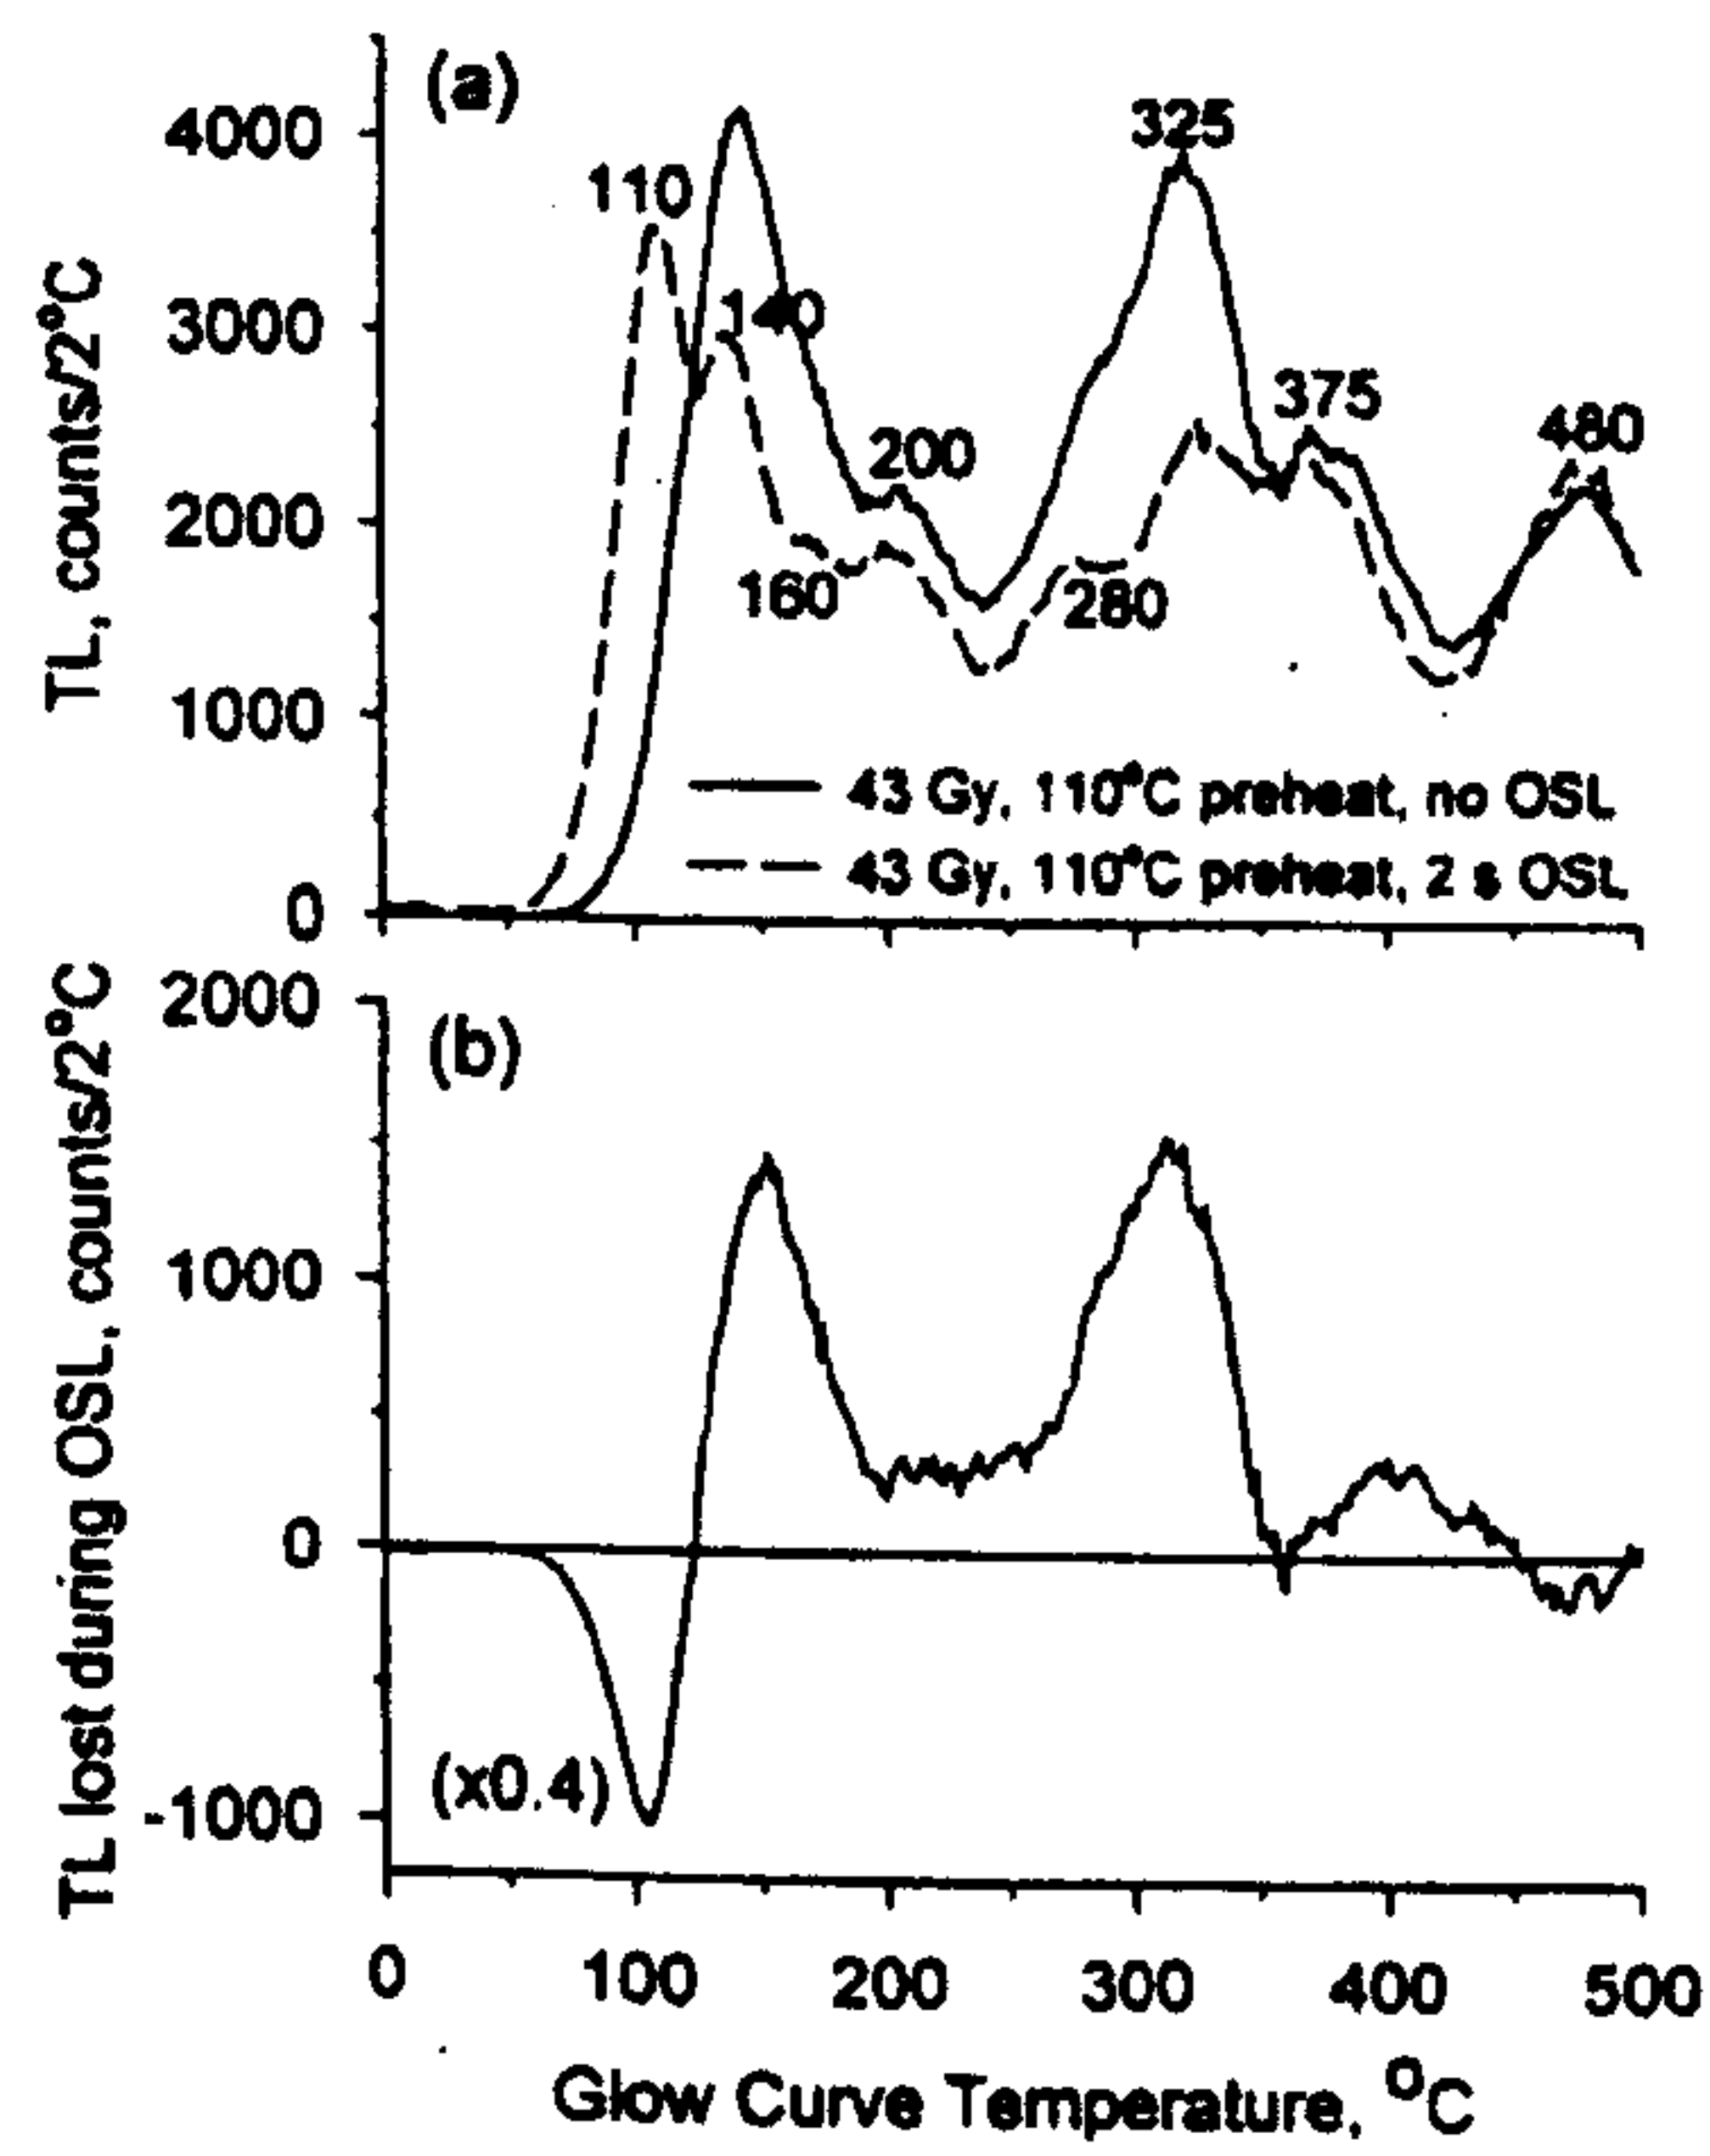 (a)
TL, counts/2°C
4000
3000
2000
1000
0
110
140
160
200
280
325
375
480
43 Gy, 110°C preheat, no OSL
43 Gy, 110°C preheat, 2 s OSL
(b)
TL lost during OSL, counts/2°C
2000
1000
0
-1000
(x0.4)
0 100 200 300 400 500
Glow Curve Temperature, °C